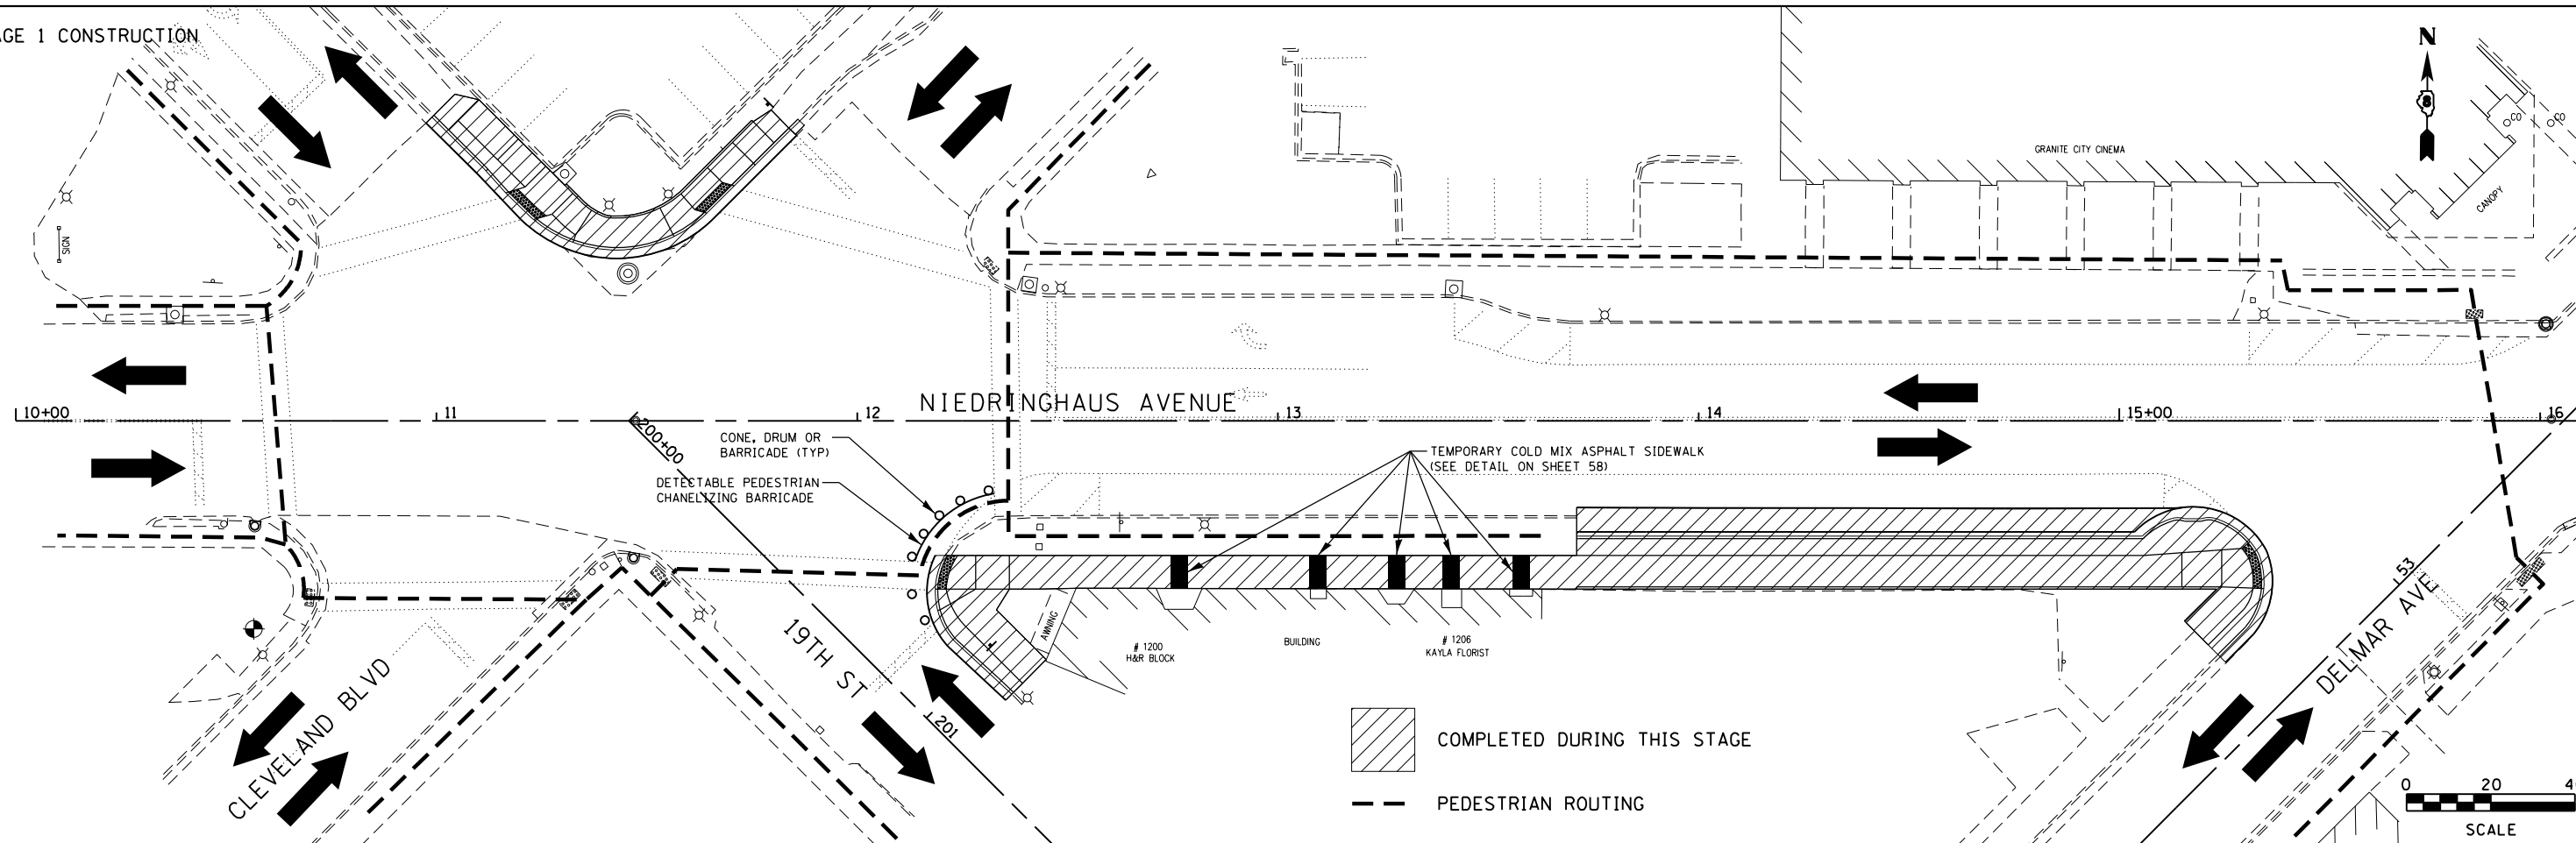 AGE 1 CONSTRUCTION
N
8
CO
CO
GRANITE CITY CINEMA
CANOPY
SIGN
NIEDRINGHAUS AVENUE
10+00
11
12
13
14
15+00
16
200+00
CONE, DRUM OR
BARRICADE (TYP)
DETECTABLE PEDESTRIAN
CHANELIZING BARRICADE
TEMPORARY COLD MIX ASPHALT SIDEWALK
(SEE DETAIL ON SHEET 58)
19TH ST
201
CLEVELAND BLVD
AWNING
# 1200
H&R BLOCK
BUILDING
# 1206
KAYLA FLORIST
53
DELMAR AVE
COMPLETED DURING THIS STAGE
PEDESTRIAN ROUTING
0 20 4
SCALE